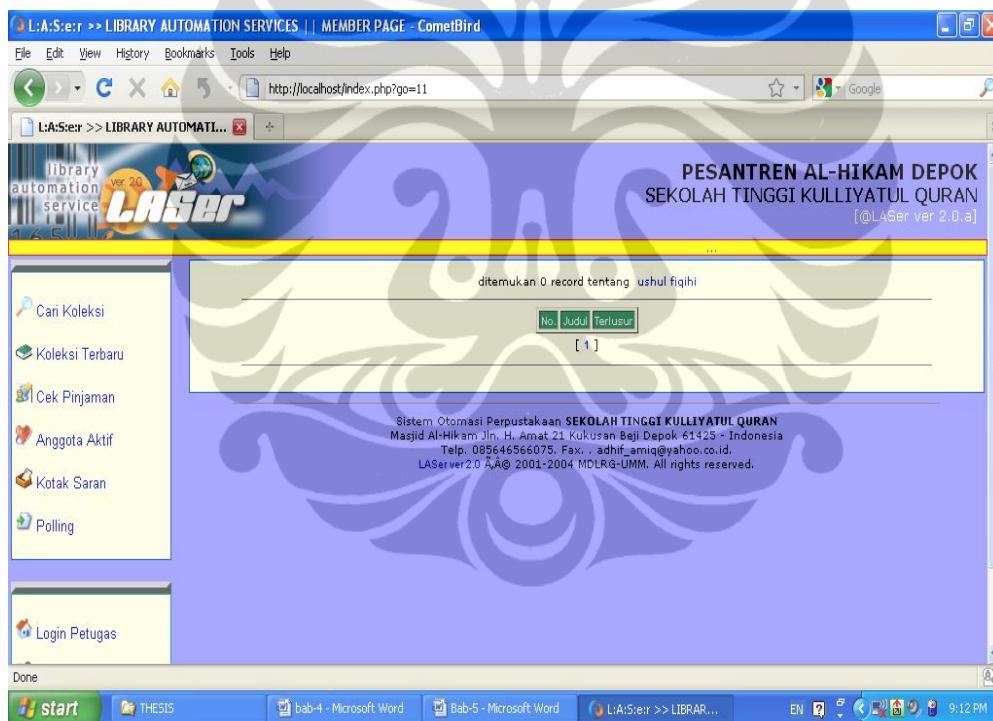 L:A:S:e:r >> LIBRARY AUTOMATION SERVICES || MEMBER PAGE - CometBird
File Edit View History Bookmarks Tools Help
http://localhost/index.php?go=11
Google
L:A:S:e:r >> LIBRARY AUTOMATI...
library
automation
service
ver 2.0
LASer
PESANTREN AL-HIKAM DEPOK
SEKOLAH TINGGI KULLIYATUL QURAN
[@LASer ver 2.0.a]
...
ditemukan 0 record tentang ushul fiqihi
No. Judul Terlusur
[ 1 ]
Cari Koleksi
Koleksi Terbaru
Cek Pinjaman
Anggota Aktif
Kotak Saran
Polling
Sistem Otomasi Perpustakaan SEKOLAH TINGGI KULLIYATUL QURAN
Masjid Al-Hikam Jln. H. Amat 21 Kukusan Beji Depok 61425 - Indonesia
Telp. 085646566075. Fax. . adhif_amiq@yahoo.co.id.
LAServer2.0 Ã,Â© 2001-2004 MDLRG-UMM. All rights reserved.
Login Petugas
Done
start THESIS bab-4 - Microsoft Word Bab-5 - Microsoft Word L:A:S:e:r >> LIBRAR... EN 9:12 PM